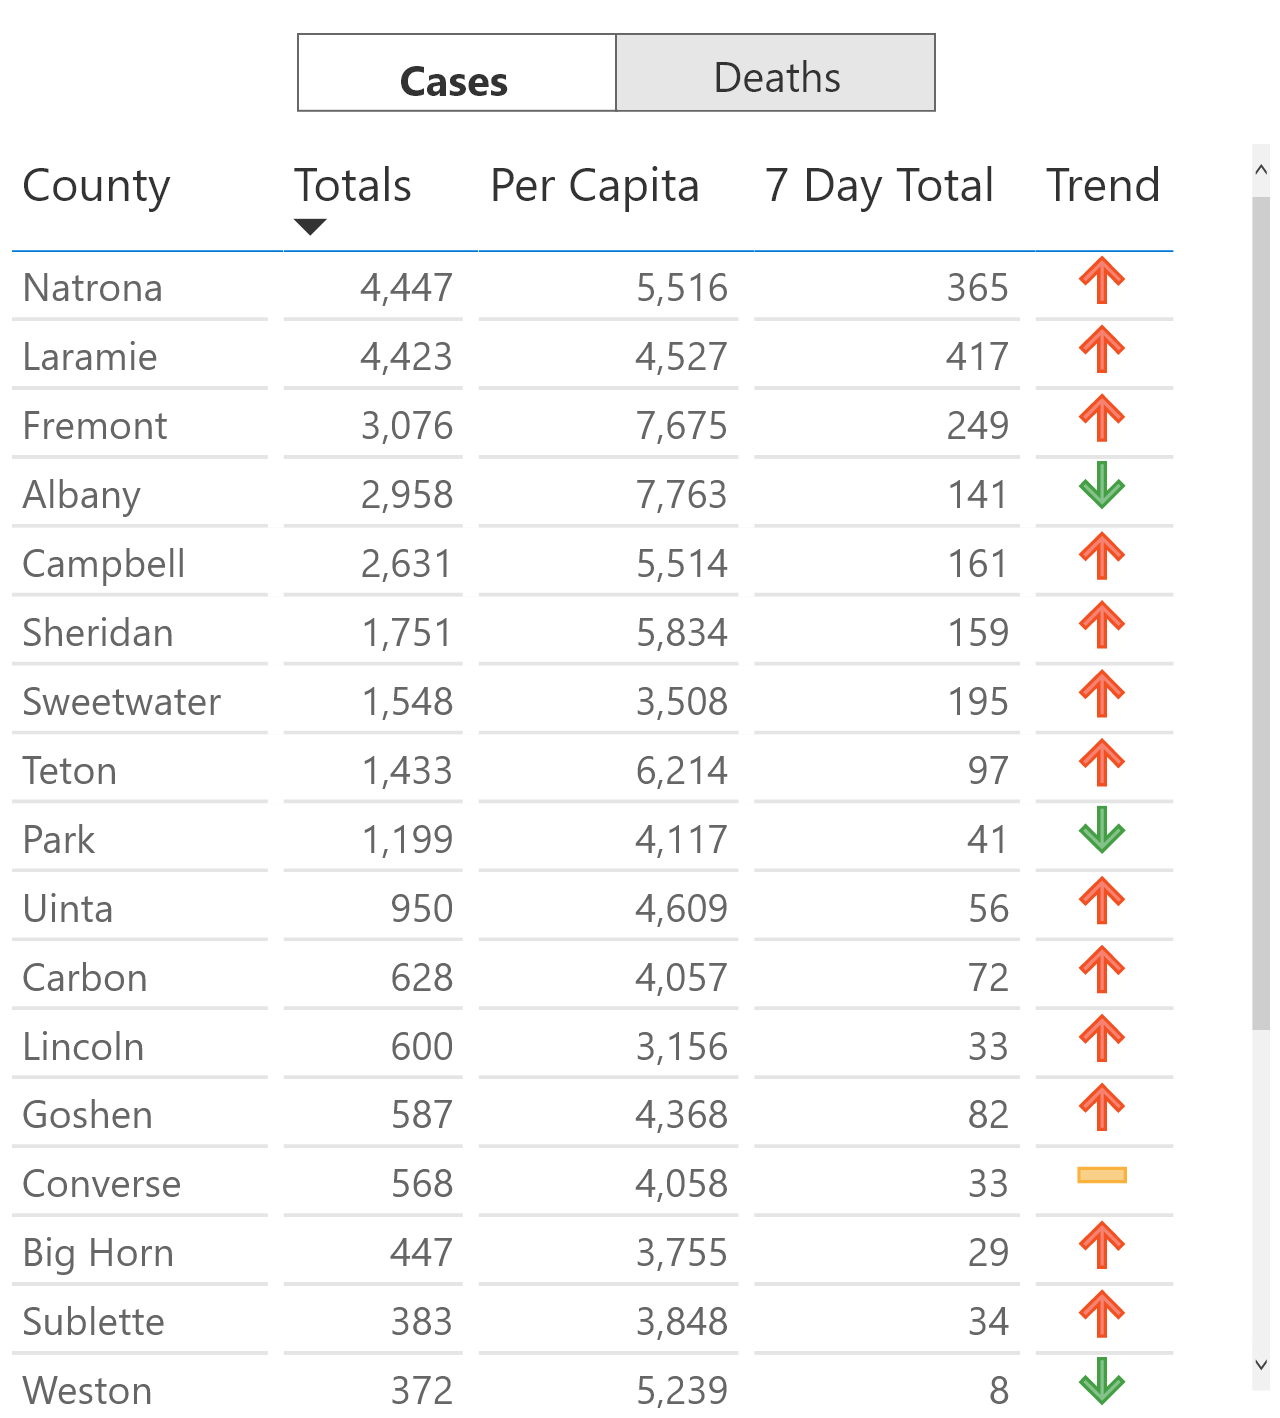 Cases Deaths
County Totals Per Capita 7 Day Total Trend
Natrona 4,447 5,516 365
Laramie 4,423 4,527 417
Fremont 3,076 7,675 249
Albany 2,958 7,763 141
Campbell 2,631 5,514 161
Sheridan 1,751 5,834 159
Sweetwater 1,548 3,508 195
Teton 1,433 6,214 97
Park 1,199 4,117 41
Uinta 950 4,609 56
Carbon 628 4,057 72
Lincoln 600 3,156 33
Goshen 587 4,368 82
Converse 568 4,058 33
Big Horn 447 3,755 29
Sublette 383 3,848 34
Weston 372 5,239 8